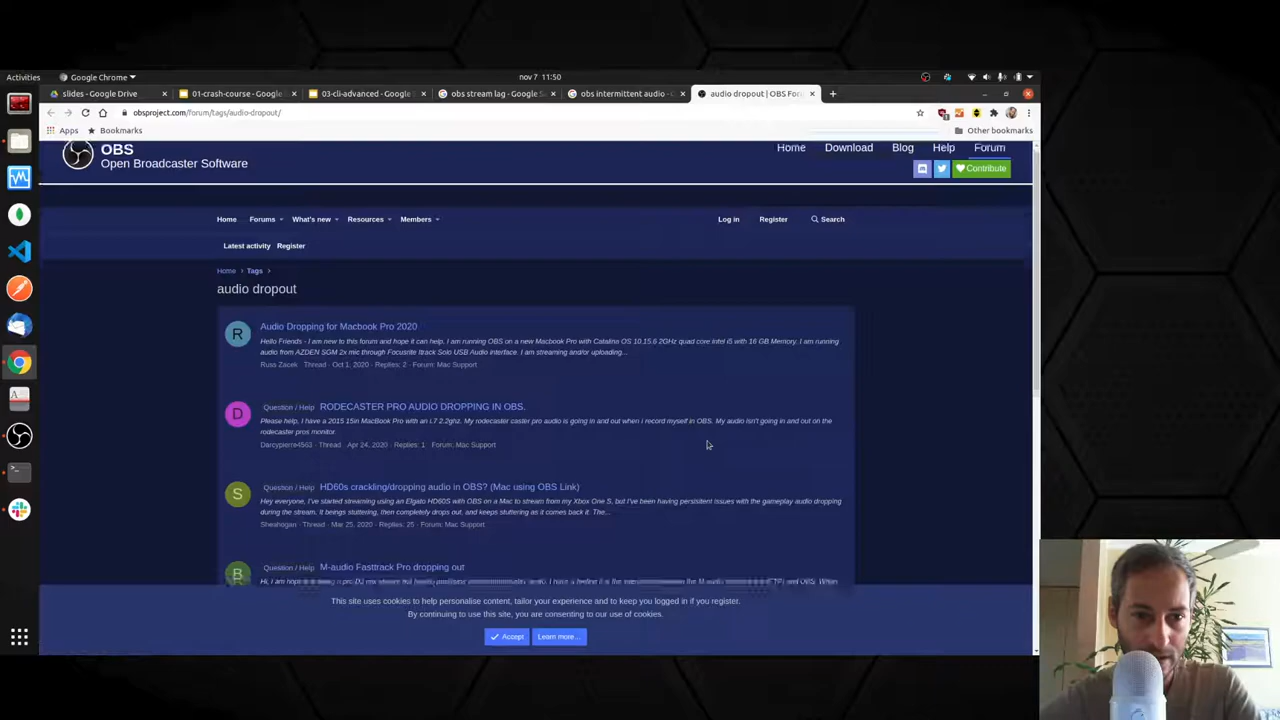 Activities
Google Chrome
nov 7 11:50
slides - Google Drive
01-crash-course - Google
03-cli-advanced - Google
obs stream lag - Google S
obs intermittent audio - G
audio dropout | OBS Foru
obsproject.com/forum/tags/audio-dropout/
Apps
Bookmarks
Other bookmarks
OBS
Open Broadcaster Software
Home
Download
Blog
Help
Forum
Contribute
Home
Forums
What's new
Resources
Members
Log in
Register
Search
Latest activity
Register
Home
Tags
audio dropout
R
Audio Dropping for Macbook Pro 2020
Hello Friends - I am new to this forum and hope it can help. I am running OBS on a new Macbook Pro with Catalina OS 10.15.6 2GHz quad core intel i5 with 16 GB Memory. I am running
audio from AZDEN SGM 2x mic through Focusrite Itrack Solo USB Audio interface. I am streaming and/or uploading...
Russ Zacek · Thread · Oct 1, 2020 · Replies: 2 · Forum: Mac Support
D
Question / Help
RODECASTER PRO AUDIO DROPPING IN OBS.
Please help. I have a 2015 15in MacBook Pro with an i.7 2.2ghz. My rodecaster caster pro audio is going in and out when i record myself in OBS. My audio isn't going in and out on the
rodecaster pros monitor.
Darcypierre4563 · Thread · Apr 24, 2020 · Replies: 1 · Forum: Mac Support
S
Question / Help
HD60s crackling/dropping audio in OBS? (Mac using OBS Link)
Hey everyone, I've started streaming using an Elgato HD60S with OBS on a Mac to stream from my Xbox One S, but I've been having persistent issues with the gameplay audio dropping
during the stream. It beings stuttering, then completely drops out, and keeps stuttering as it comes back it. The...
Sheahogan · Thread · Mar 25, 2020 · Replies: 25 · Forum: Mac Support
Question / Help
M-audio Fasttrack Pro dropping out
This site uses cookies to help personalise content, tailor your experience and to keep you logged in if you register.
By continuing to use this site, you are consenting to our use of cookies.
Accept
Learn more…